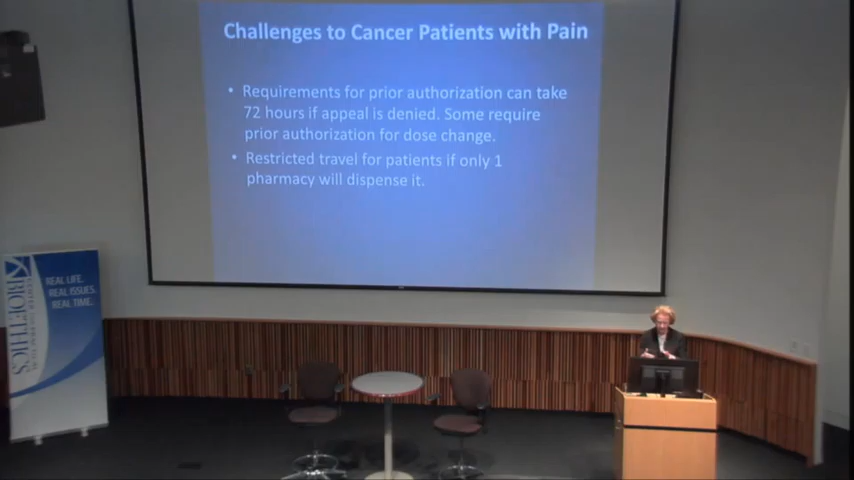 Challenges to Cancer Patients with Pain
• Requirements for prior authorization can take
72 hours if appeal is denied. Some require
prior authorization for dose change.
• Restricted travel for patients if only 1
pharmacy will dispense it.
REAL LIFE.
REAL ISSUES.
REAL TIME.
BIOETHICS